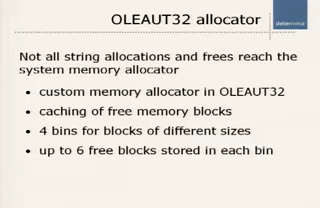 OLEAUT32 allocator
determina
Not all string allocations and frees reach the
system memory allocator
• custom memory allocator in OLEAUT32
• caching of free memory blocks
• 4 bins for blocks of different sizes
• up to 6 free blocks stored in each bin